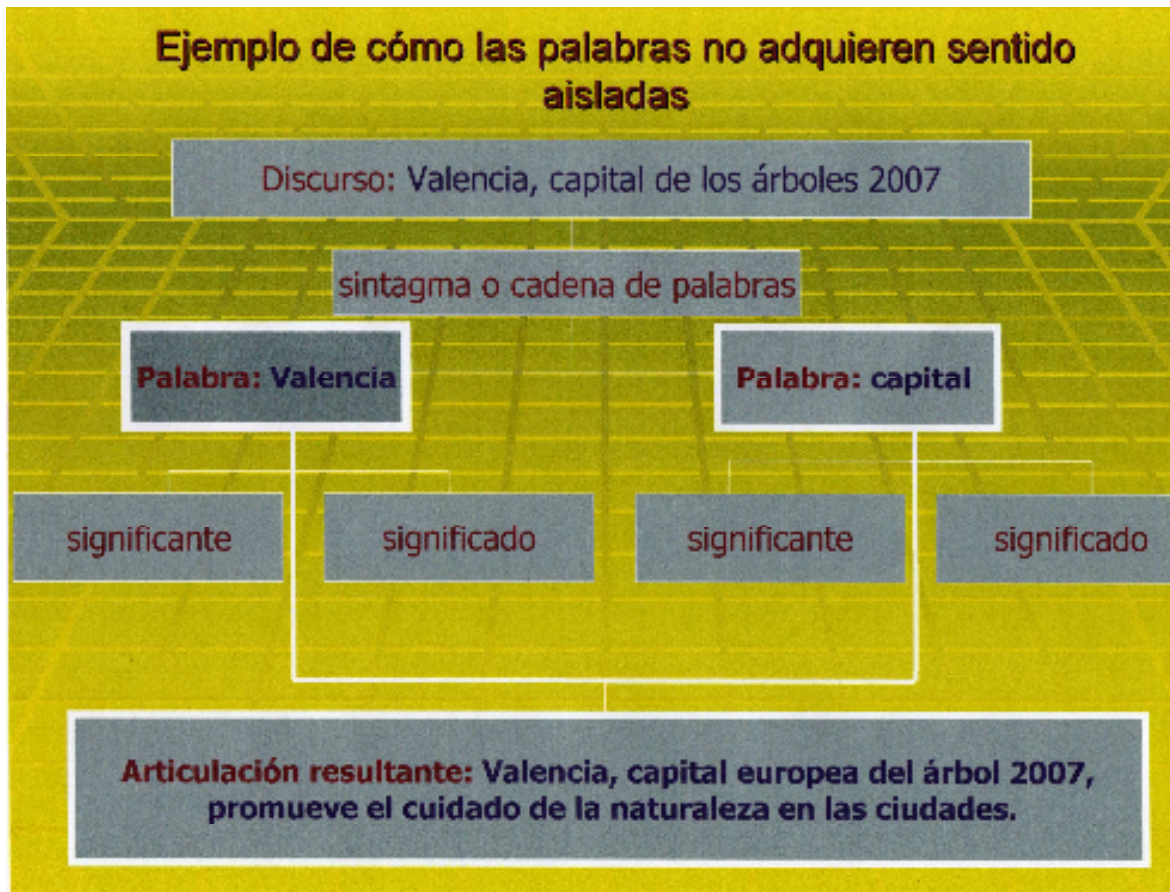 Ejemplo de cómo las palabras no adquieren sentido
aisladas
Discurso: Valencia, capital de los árboles 2007
sintagma o cadena de palabras
Palabra: Valencia
Palabra: capital
significante
significado
significante
significado
Articulación resultante: Valencia, capital europea del árbol 2007,
promueve el cuidado de la naturaleza en las ciudades.